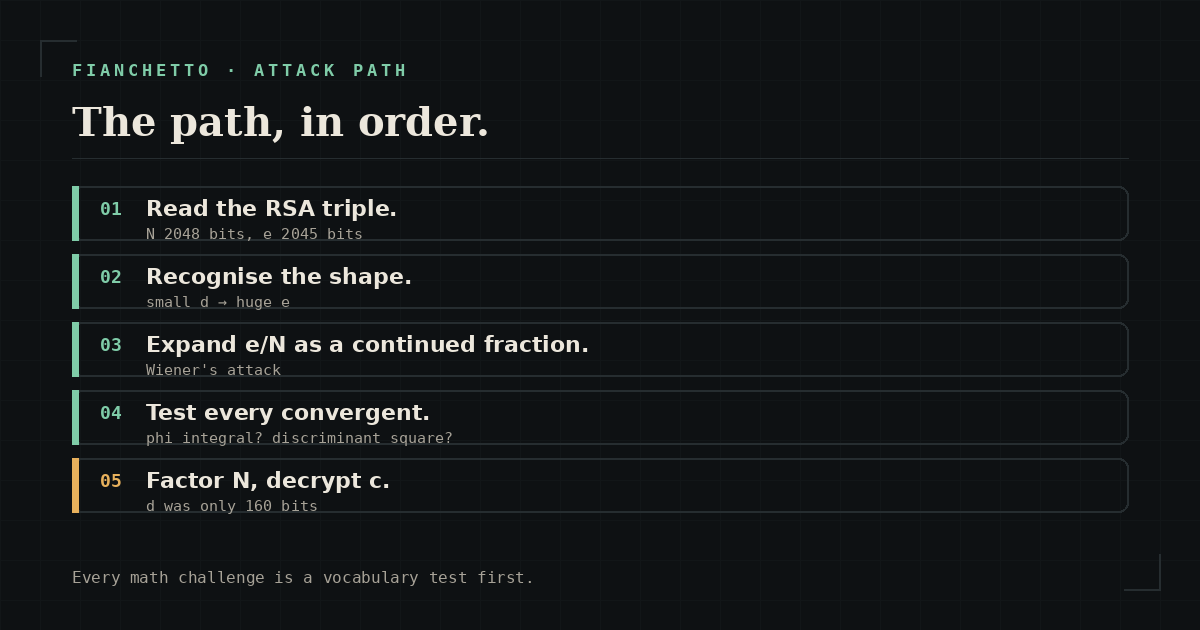 FIANCHETTO · ATTACK PATH
The path, in order.
01 Read the RSA triple.
N 2048 bits, e 2045 bits
02 Recognise the shape.
small d → huge e
03 Expand e/N as a continued fraction.
Wiener's attack
04 Test every convergent.
phi integral? discriminant square?
05 Factor N, decrypt c.
d was only 160 bits
Every math challenge is a vocabulary test first.